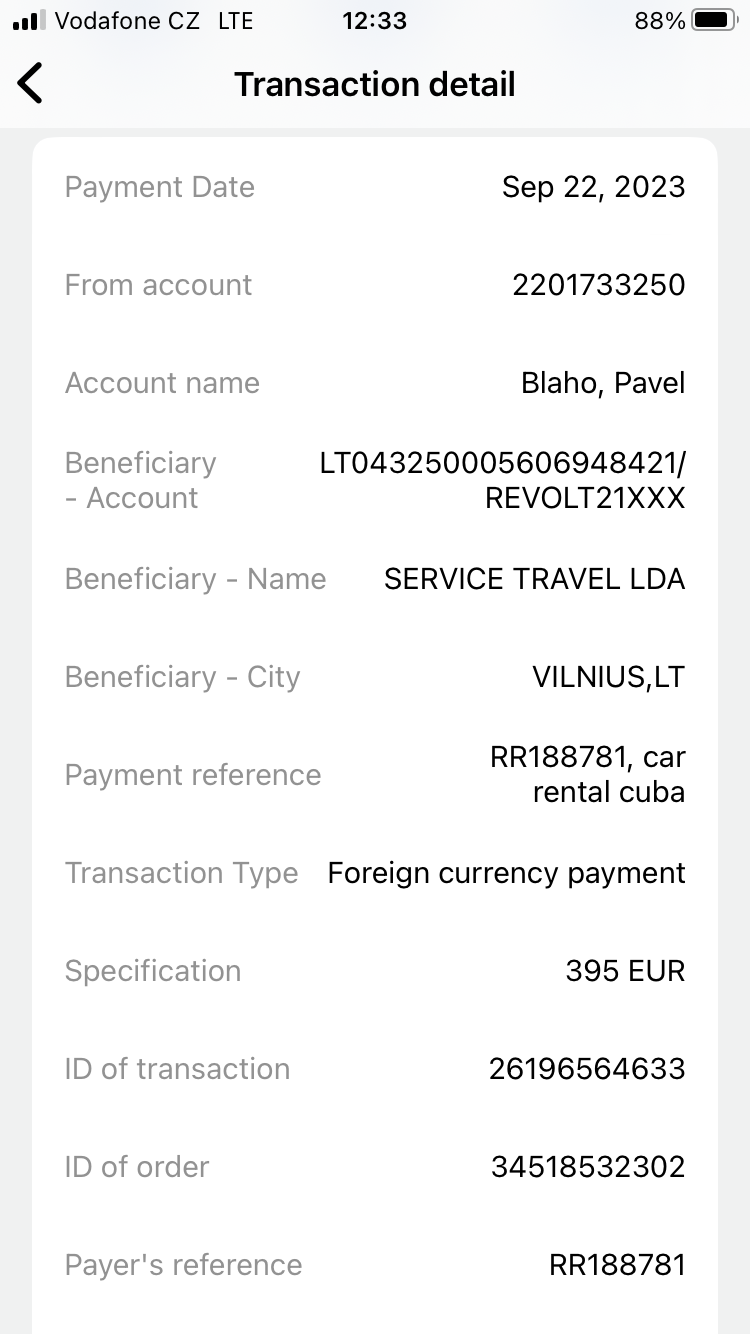 Vodafone CZ LTE 12:33 88%
Transaction detail
Payment Date Sep 22, 2023
From account 2201733250
Account name Blaho, Pavel
Beneficiary - Account LT043250005606948421/
REVOLT21XXX
Beneficiary - Name SERVICE TRAVEL LDA
Beneficiary - City VILNIUS,LT
Payment reference RR188781, car
rental cuba
Transaction Type Foreign currency payment
Specification 395 EUR
ID of transaction 26196564633
ID of order 34518532302
Payer's reference RR188781